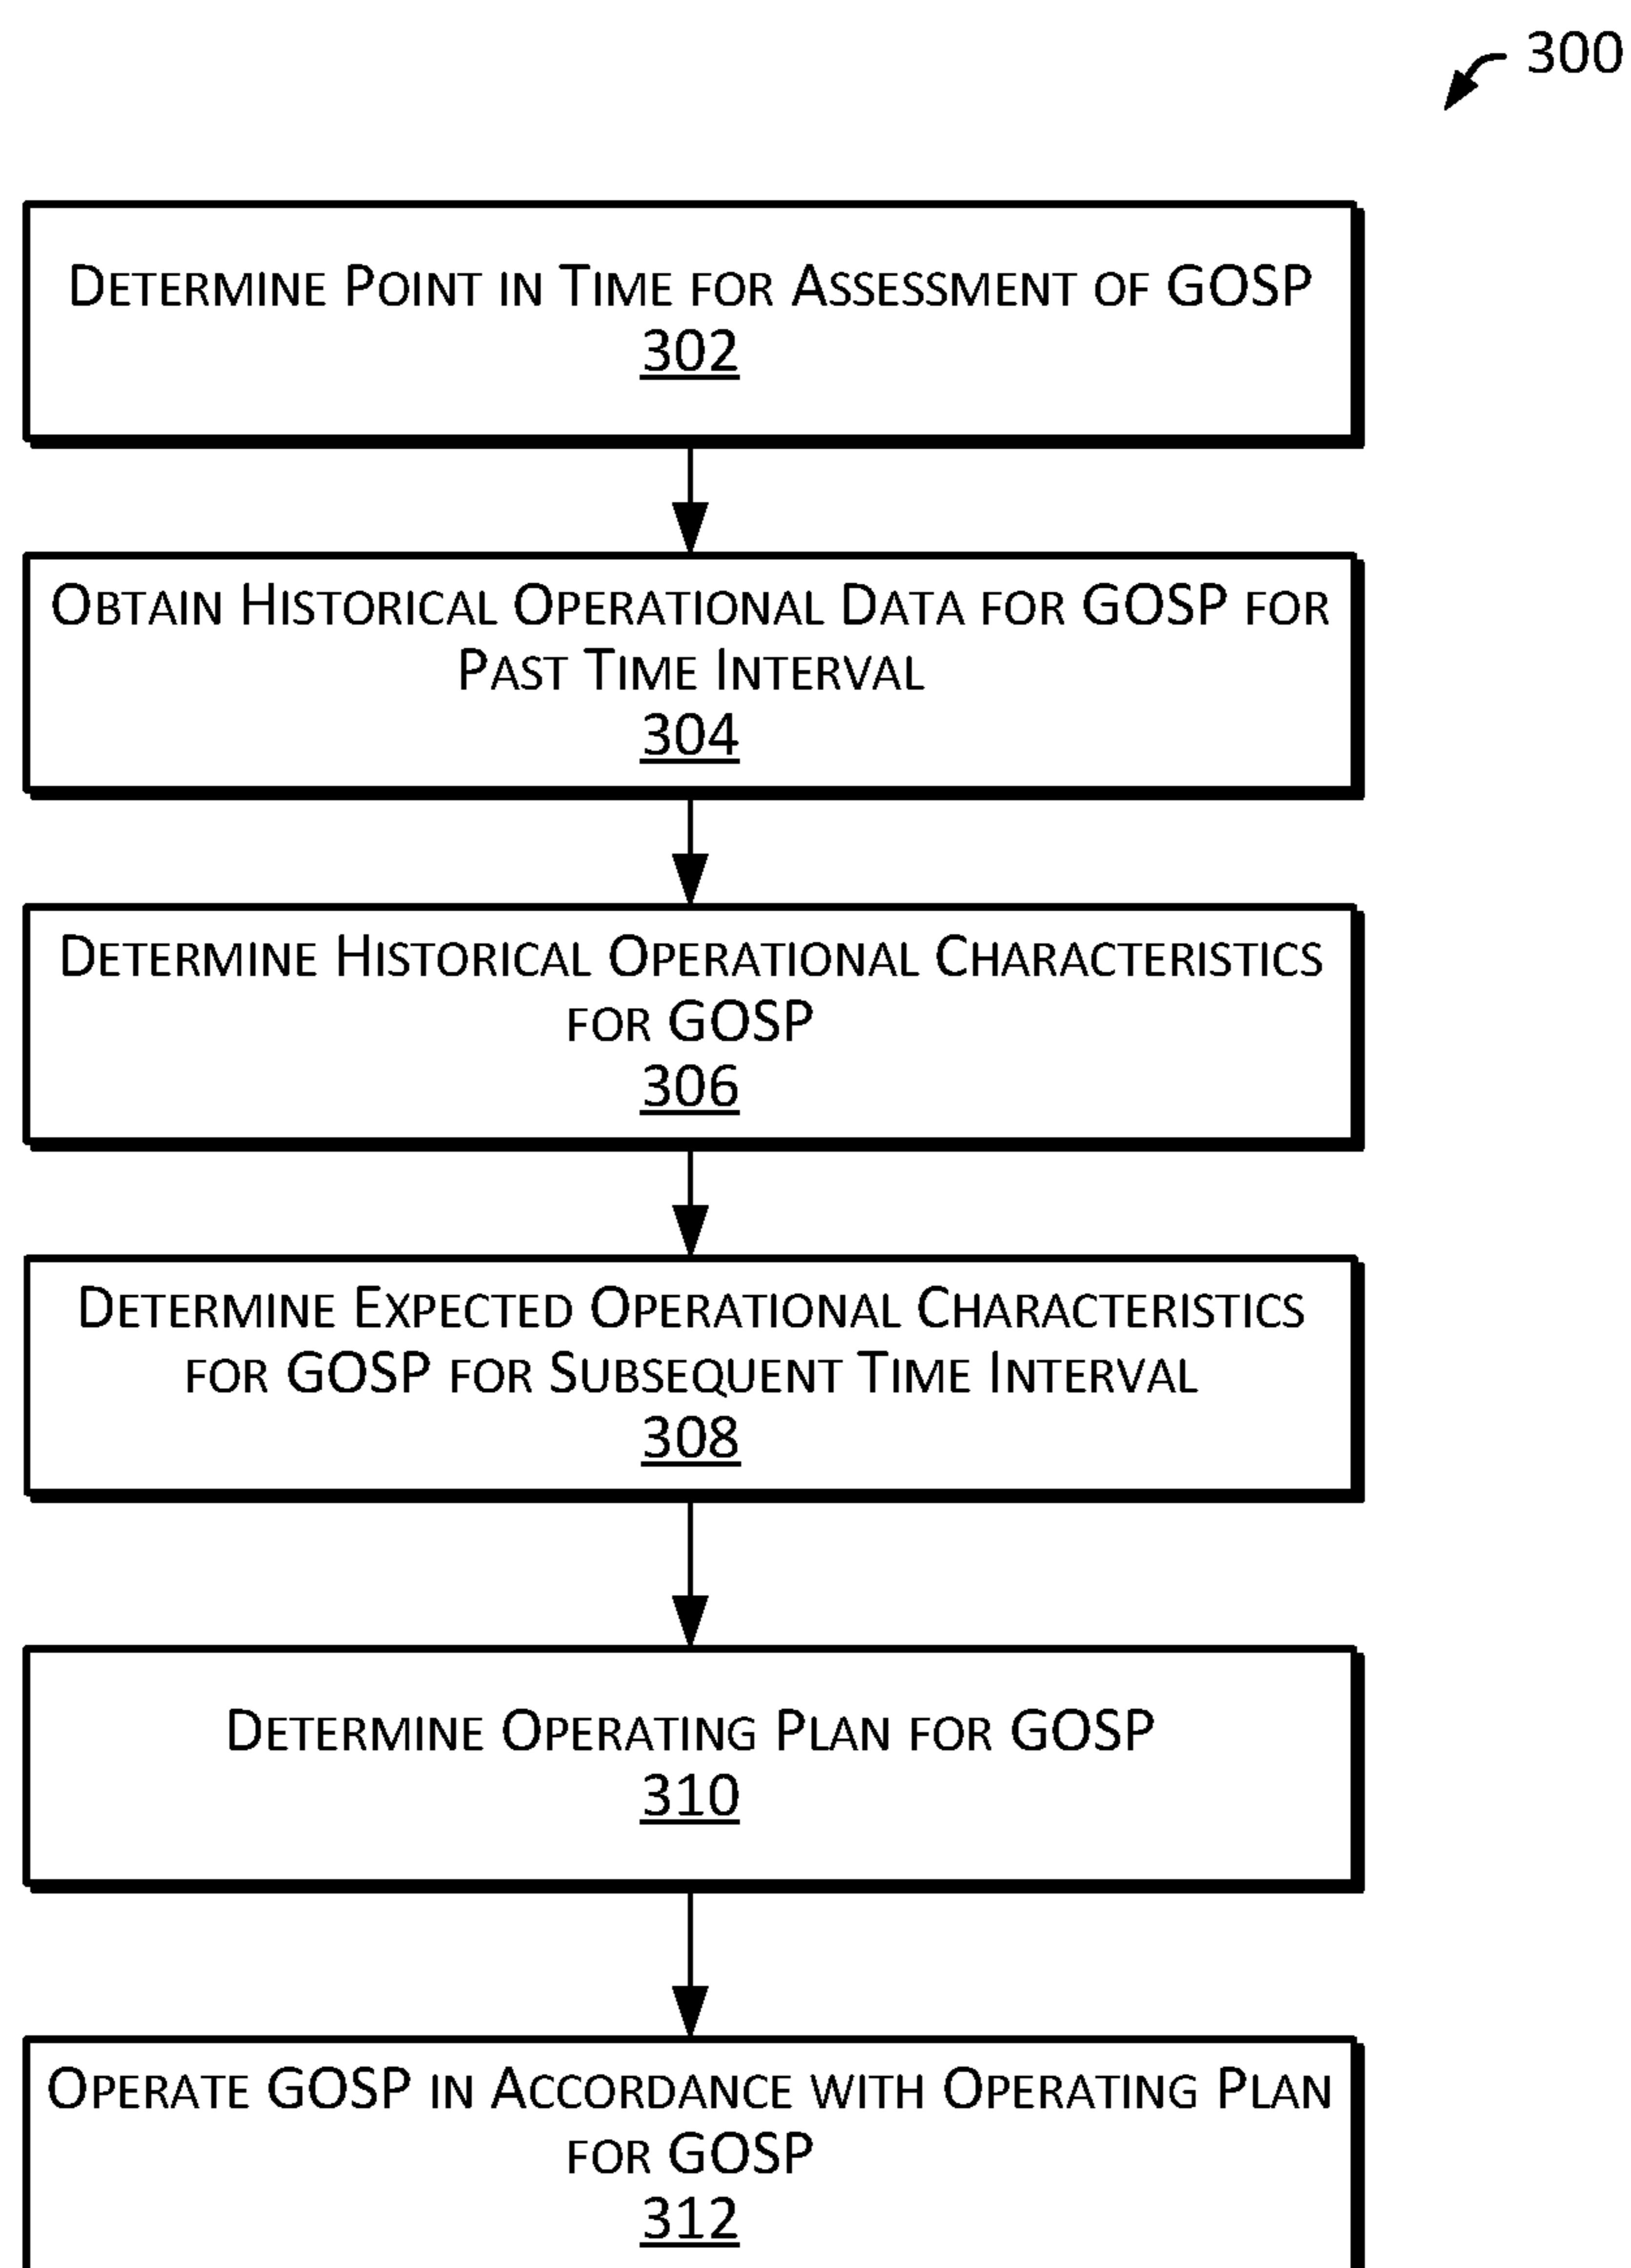 300
Determine Point in Time for Assessment of GOSP
302
Obtain Historical Operational Data for GOSP for
Past Time Interval
304
Determine Historical Operational Characteristics
for GOSP
306
Determine Expected Operational Characteristics
for GOSP for Subsequent Time Interval
308
Determine Operating Plan for GOSP
310
Operate GOSP in Accordance with Operating Plan
for GOSP
312